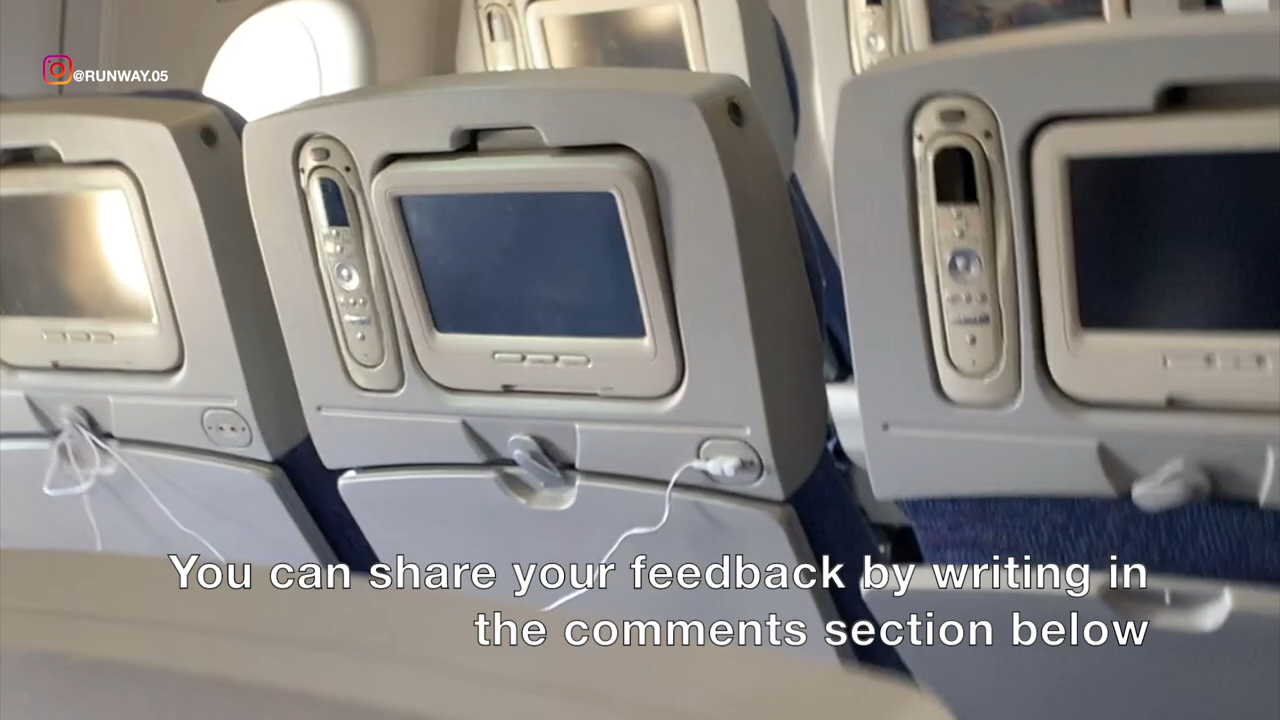 @RUNWAY.05
You can share your feedback by writing in
the comments section below